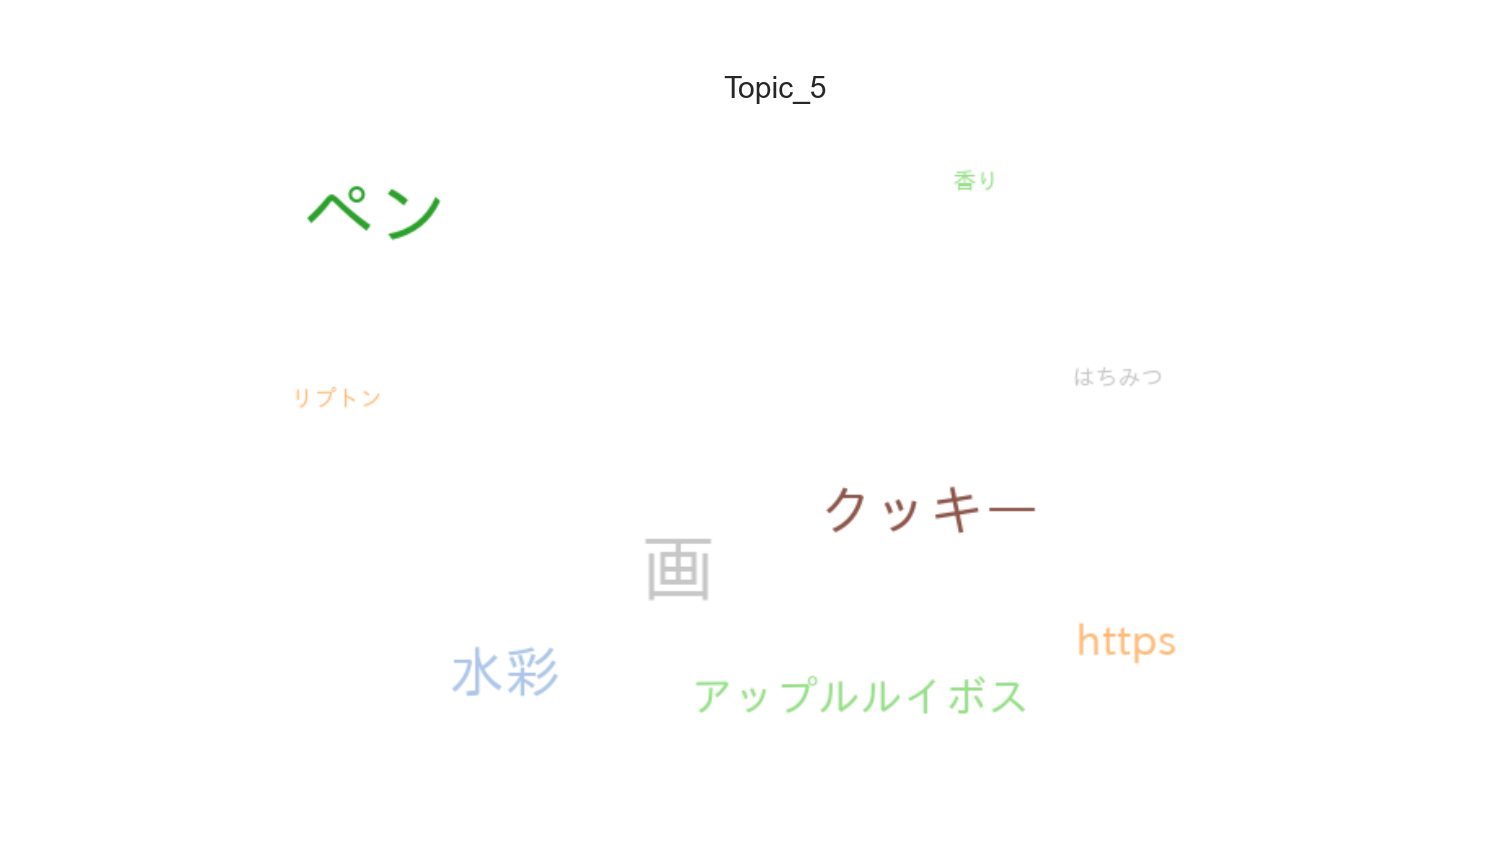 Topic_5
香り
ペン
はちみつ
リプトン
クッキー
画
https
水彩
アップルルイボス